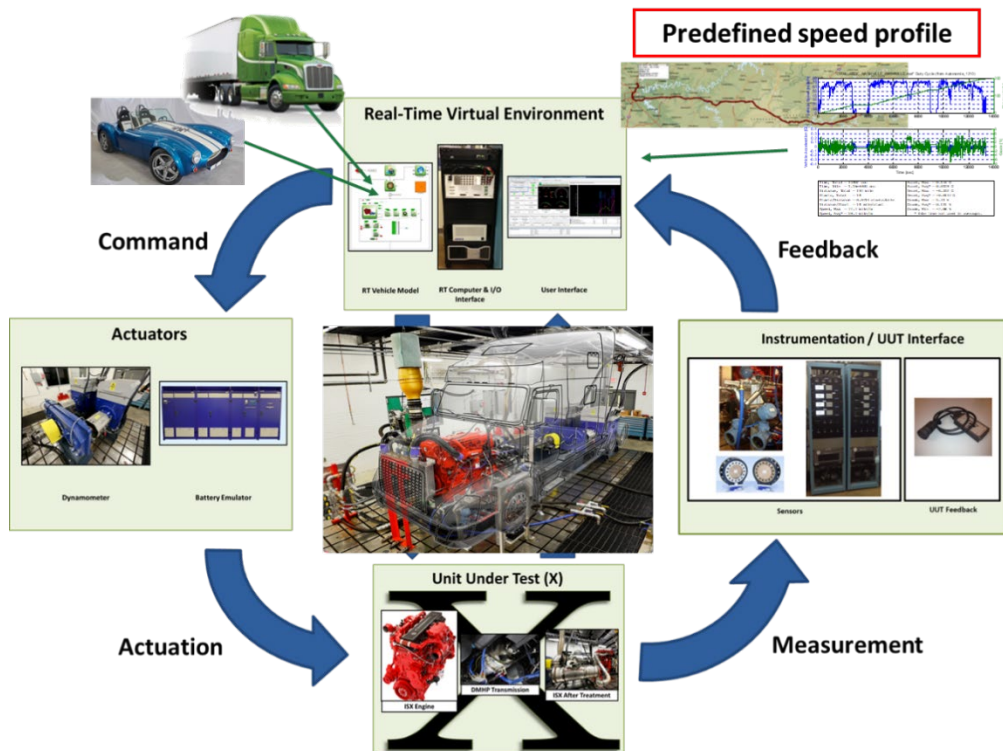 Predefined speed profile
Real-Time Virtual Environment
RT Vehicle Model
RT Computer & I/O
Interface
User Interface
Command
Feedback
Actuators
Dynamometer
Battery Emulator
Instrumentation / UUT Interface
Sensors
UUT Feedback
Unit Under Test (X)
X
ISX Engine
DMHP Transmission
ISX After Treatment
Actuation
Measurement